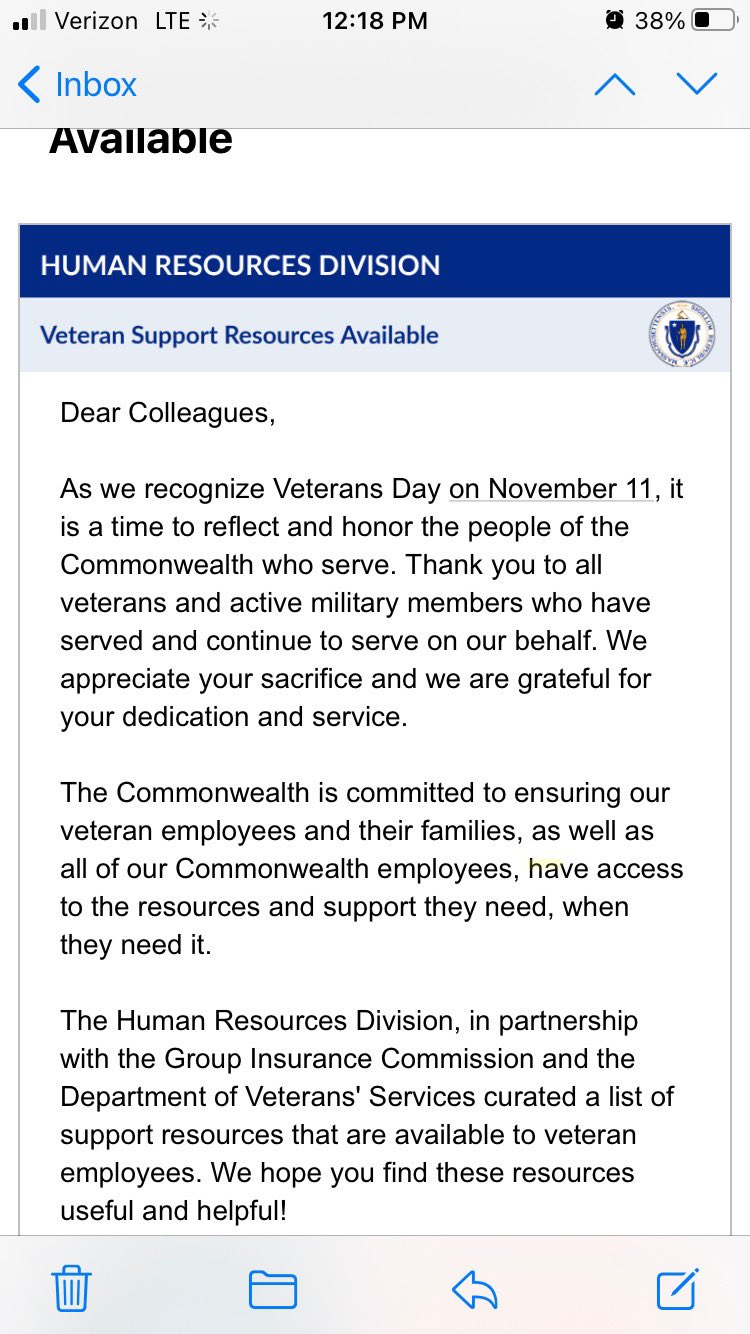 Verizon LTE 12:18 PM 38%
Inbox
Available
HUMAN RESOURCES DIVISION
Veteran Support Resources Available
Dear Colleagues,
As we recognize Veterans Day on November 11, it
is a time to reflect and honor the people of the
Commonwealth who serve. Thank you to all
veterans and active military members who have
served and continue to serve on our behalf. We
appreciate your sacrifice and we are grateful for
your dedication and service.
The Commonwealth is committed to ensuring our
veteran employees and their families, as well as
all of our Commonwealth employees, have access
to the resources and support they need, when
they need it.
The Human Resources Division, in partnership
with the Group Insurance Commission and the
Department of Veterans' Services curated a list of
support resources that are available to veteran
employees. We hope you find these resources
useful and helpful!